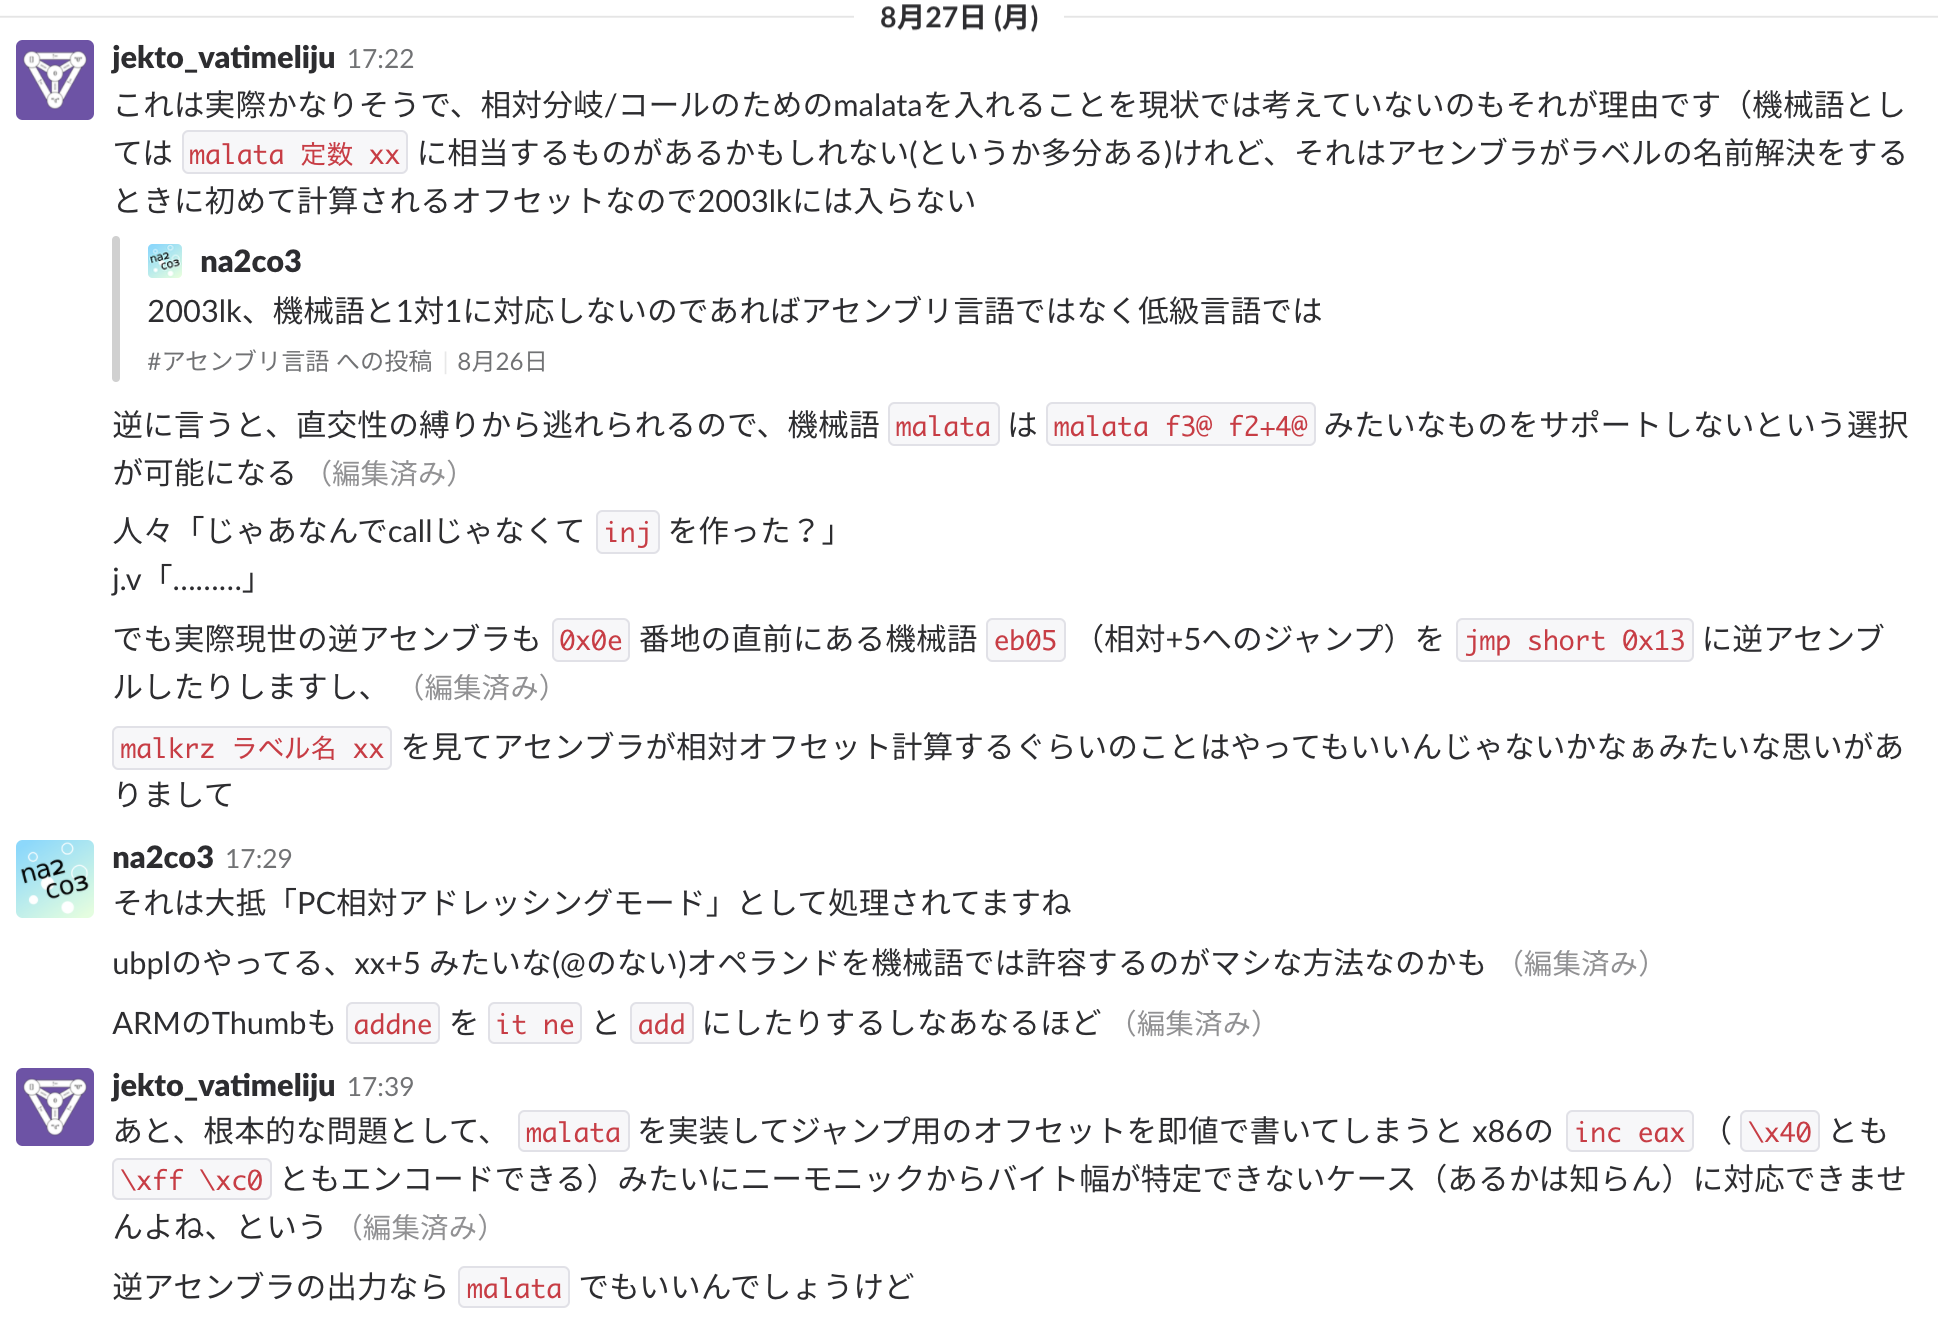 8月27日 (月)
jekto_vatimeliju 17:22
これは実際かなりそうで、相対分岐/コールのためのmalataを入れることを現状では考えていないのもそれが理由です（機械語とし
ては malata 定数 xx に相当するものがあるかもしれない(というか多分ある)けれど、それはアセンブラがラベルの名前解決をする
ときに初めて計算されるオフセットなので2003lkには入らない
na2co3
na2co3
2003lk、機械語と1対1に対応しないのであればアセンブリ言語ではなく低級言語では
#アセンブリ言語 への投稿 | 8月26日
逆に言うと、直交性の縛りから逃れられるので、機械語 malata は malata f3@ f2+4@ みたいなものをサポートしないという選択
が可能になる （編集済み）
人々「じゃあなんでcallじゃなくて inj を作った？」
j.v「………」
でも実際現世の逆アセンブラも 0x0e 番地の直前にある機械語 eb05 （相対+5へのジャンプ）を jmp short 0x13 に逆アセンブ
ルしたりしますし、 （編集済み）
malkrz ラベル名 xx を見てアセンブラが相対オフセット計算するぐらいのことはやってもいいんじゃないかなぁみたいな思いがあ
りまして
na2co3
na2co3 17:29
それは大抵「PC相対アドレッシングモード」として処理されてますね
ubplのやってる、xx+5 みたいな(@のない)オペランドを機械語では許容するのがマシな方法なのかも （編集済み）
ARMのThumbも addne を it ne と add にしたりするしなあなるほど （編集済み）
jekto_vatimeliju 17:39
あと、根本的な問題として、 malata を実装してジャンプ用のオフセットを即値で書いてしまうと x86の inc eax （ \x40 とも
\xff \xc0 ともエンコードできる）みたいにニーモニックからバイト幅が特定できないケース（あるかは知らん）に対応できませ
んよね、という （編集済み）
逆アセンブラの出力なら malata でもいいんでしょうけど